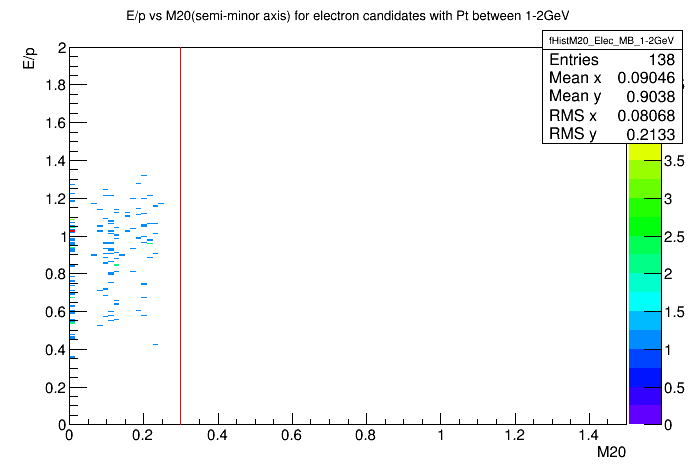 E/p vs M20(semi-minor axis) for electron candidates with Pt between 1-2GeV
fHistM20_Elec_MB_1-2GeV
Entries 138
Mean x 0.09046
Mean y 0.9038
RMS x 0.08068
RMS y 0.2133
E/p
2
1.8
1.6
1.4
1.2
1
0.8
0.6
0.4
0.2
0
0 0.2 0.4 0.6 0.8 1 1.2 1.4
M20
3.5
3
2.5
2
1.5
1
0.5
0